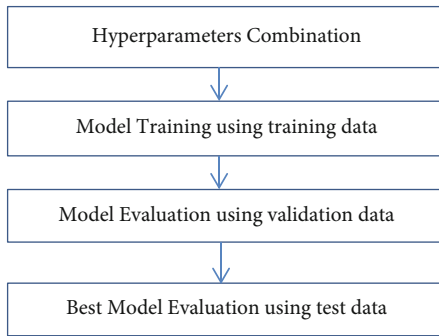 Hyperparameters Combination
Model Training using training data
Model Evaluation using validation data
Best Model Evaluation using test data